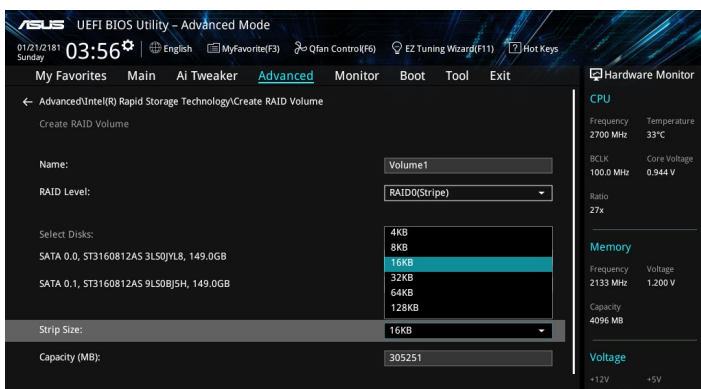 ASUS UEFI BIOS Utility – Advanced Mode
01/21/2181 Sunday 03:56 English MyFavorite(F3) Qfan Control(F6) EZ Tuning Wizard(F11) ? Hot Keys
My Favorites Main Ai Tweaker Advanced Monitor Boot Tool Exit
← Advanced\Intel(R) Rapid Storage Technology\Create RAID Volume
Create RAID Volume
Name: Volume1
RAID Level: RAID0(Stripe)
Select Disks:
SATA 0.0, ST3160812AS 3LS0JYL8, 149.0GB
SATA 0.1, ST3160812AS 9LS0BJ5H, 149.0GB
4KB
8KB
16KB
32KB
64KB
128KB
Strip Size: 16KB
Capacity (MB): 305251
Hardware Monitor
CPU
Frequency Temperature
2700 MHz 33°C
BCLK Core Voltage
100.0 MHz 0.944 V
Ratio
27x
Memory
Frequency Voltage
2133 MHz 1.200 V
Capacity
4096 MB
Voltage
+12V +5V